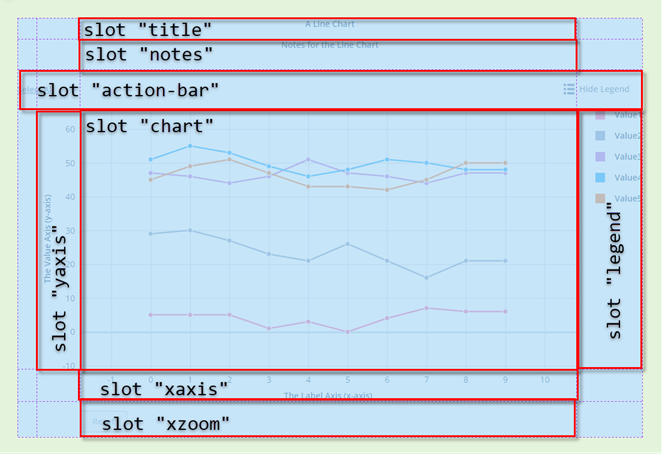 A Line Chart
slot "title"
Notes for the Line Chart
slot "notes"
slot "action-bar"
Hide Legend
slot "chart"
60
50
40
30
20
10
0
-10
The Value Axis (y-axis)
slot "yaxis"
Value
Value2
Value3
Value4
Value5
slot "legend"
0 1 2 3 4 5 6 7 8 9 10
slot "xaxis"
The Label Axis (x-axis)
slot "xzoom"